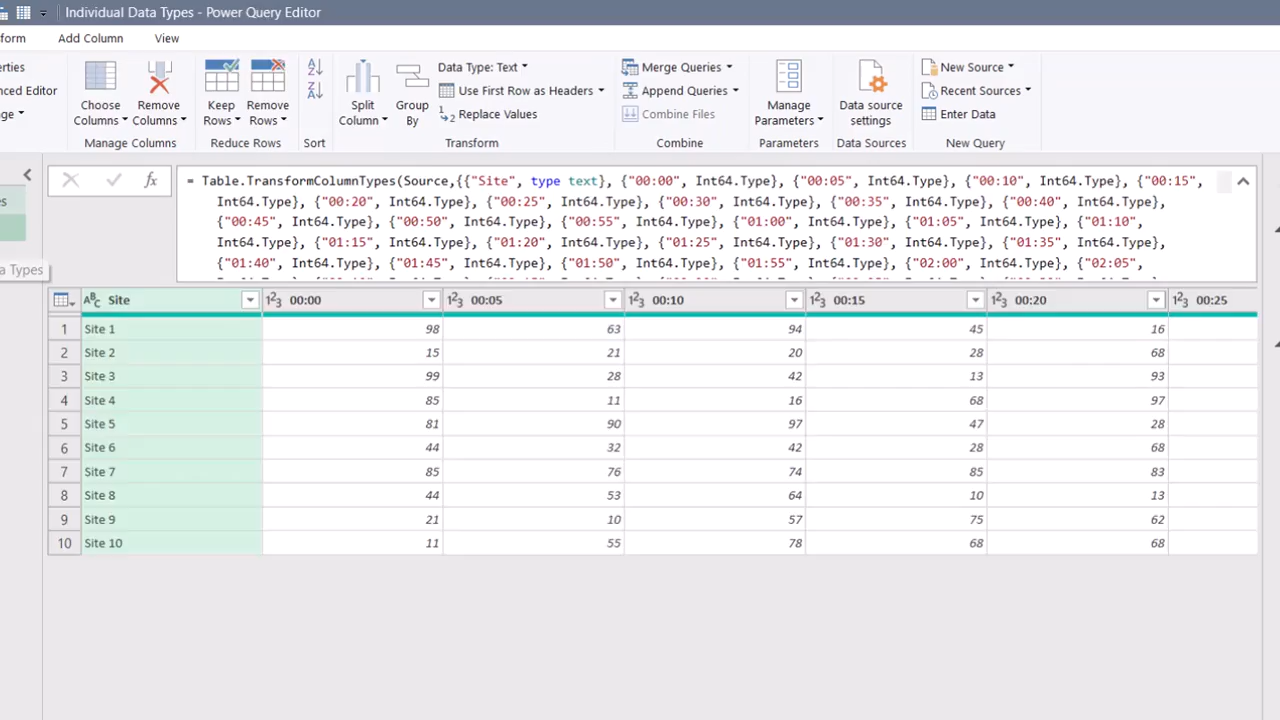 Individual Data Types - Power Query Editor
form
Add Column
View
erties
nced Editor
ge
Choose
Columns
Remove
Columns
Manage Columns
Keep
Rows
Remove
Rows
Reduce Rows
Sort
Split
Column
Group
By
Data Type: Text
Use First Row as Headers
Replace Values
Transform
Merge Queries
Append Queries
Combine Files
Combine
Manage
Parameters
Parameters
Data source
settings
Data Sources
New Source
Recent Sources
Enter Data
New Query
es
a Types
fx
= Table.TransformColumnTypes(Source,{{"Site", type text}, {"00:00", Int64.Type}, {"00:05", Int64.Type}, {"00:10", Int64.Type}, {"00:15",
Int64.Type}, {"00:20", Int64.Type}, {"00:25", Int64.Type}, {"00:30", Int64.Type}, {"00:35", Int64.Type}, {"00:40", Int64.Type},
{"00:45", Int64.Type}, {"00:50", Int64.Type}, {"00:55", Int64.Type}, {"01:00", Int64.Type}, {"01:05", Int64.Type}, {"01:10",
Int64.Type}, {"01:15", Int64.Type}, {"01:20", Int64.Type}, {"01:25", Int64.Type}, {"01:30", Int64.Type}, {"01:35", Int64.Type},
{"01:40", Int64.Type}, {"01:45", Int64.Type}, {"01:50", Int64.Type}, {"01:55", Int64.Type}, {"02:00", Int64.Type}, {"02:05",
ABC Site 123 00:00 123 00:05 123 00:10 123 00:15 123 00:20 123 00:25
1 Site 1 98 63 94 45 16
2 Site 2 15 21 20 28 68
3 Site 3 99 28 42 13 93
4 Site 4 85 11 16 68 97
5 Site 5 81 90 97 47 28
6 Site 6 44 32 42 28 68
7 Site 7 85 76 74 85 83
8 Site 8 44 53 64 10 13
9 Site 9 21 10 57 75 62
10 Site 10 11 55 78 68 68